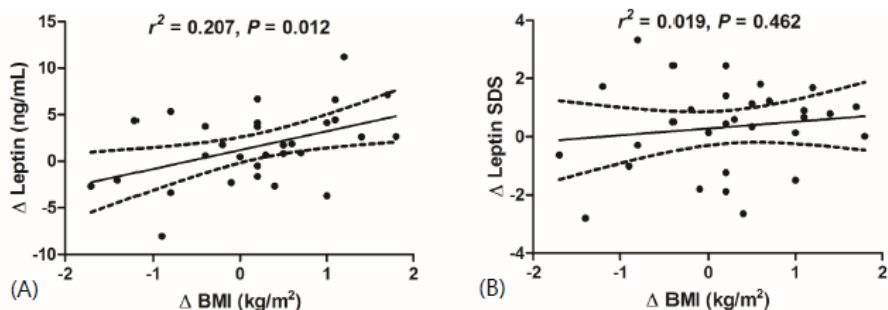 r² = 0.207, P = 0.012
Δ Leptin (ng/mL)
15
10
5
0
-5
-10
-2
-1
0
1
2
Δ BMI (kg/m²)
(A)
r² = 0.019, P = 0.462
Δ Leptin SDS
4
2
0
-2
-4
-2
-1
0
1
2
Δ BMI (kg/m²)
(B)